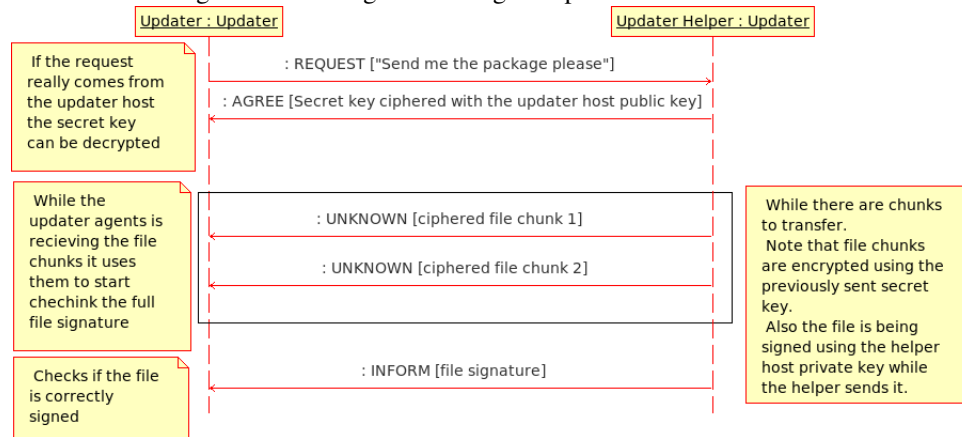 Updater : Updater
Updater Helper : Updater
If the request
really comes from
the updater host
the secret key
can be decrypted
: REQUEST ["Send me the package please"]
: AGREE [Secret key ciphered with the updater host public key]
While the
updater agents is
recieving the file
chunks it uses
them to start
chechink the full
file signature
: UNKNOWN [ciphered file chunk 1]
: UNKNOWN [ciphered file chunk 2]
While there are chunks
to transfer.
Note that file chunks
are encrypted using the
previously sent secret
key.
Also the file is being
signed using the helper
host private key while
the helper sends it.
: INFORM [file signature]
Checks if the file
is correctly
signed